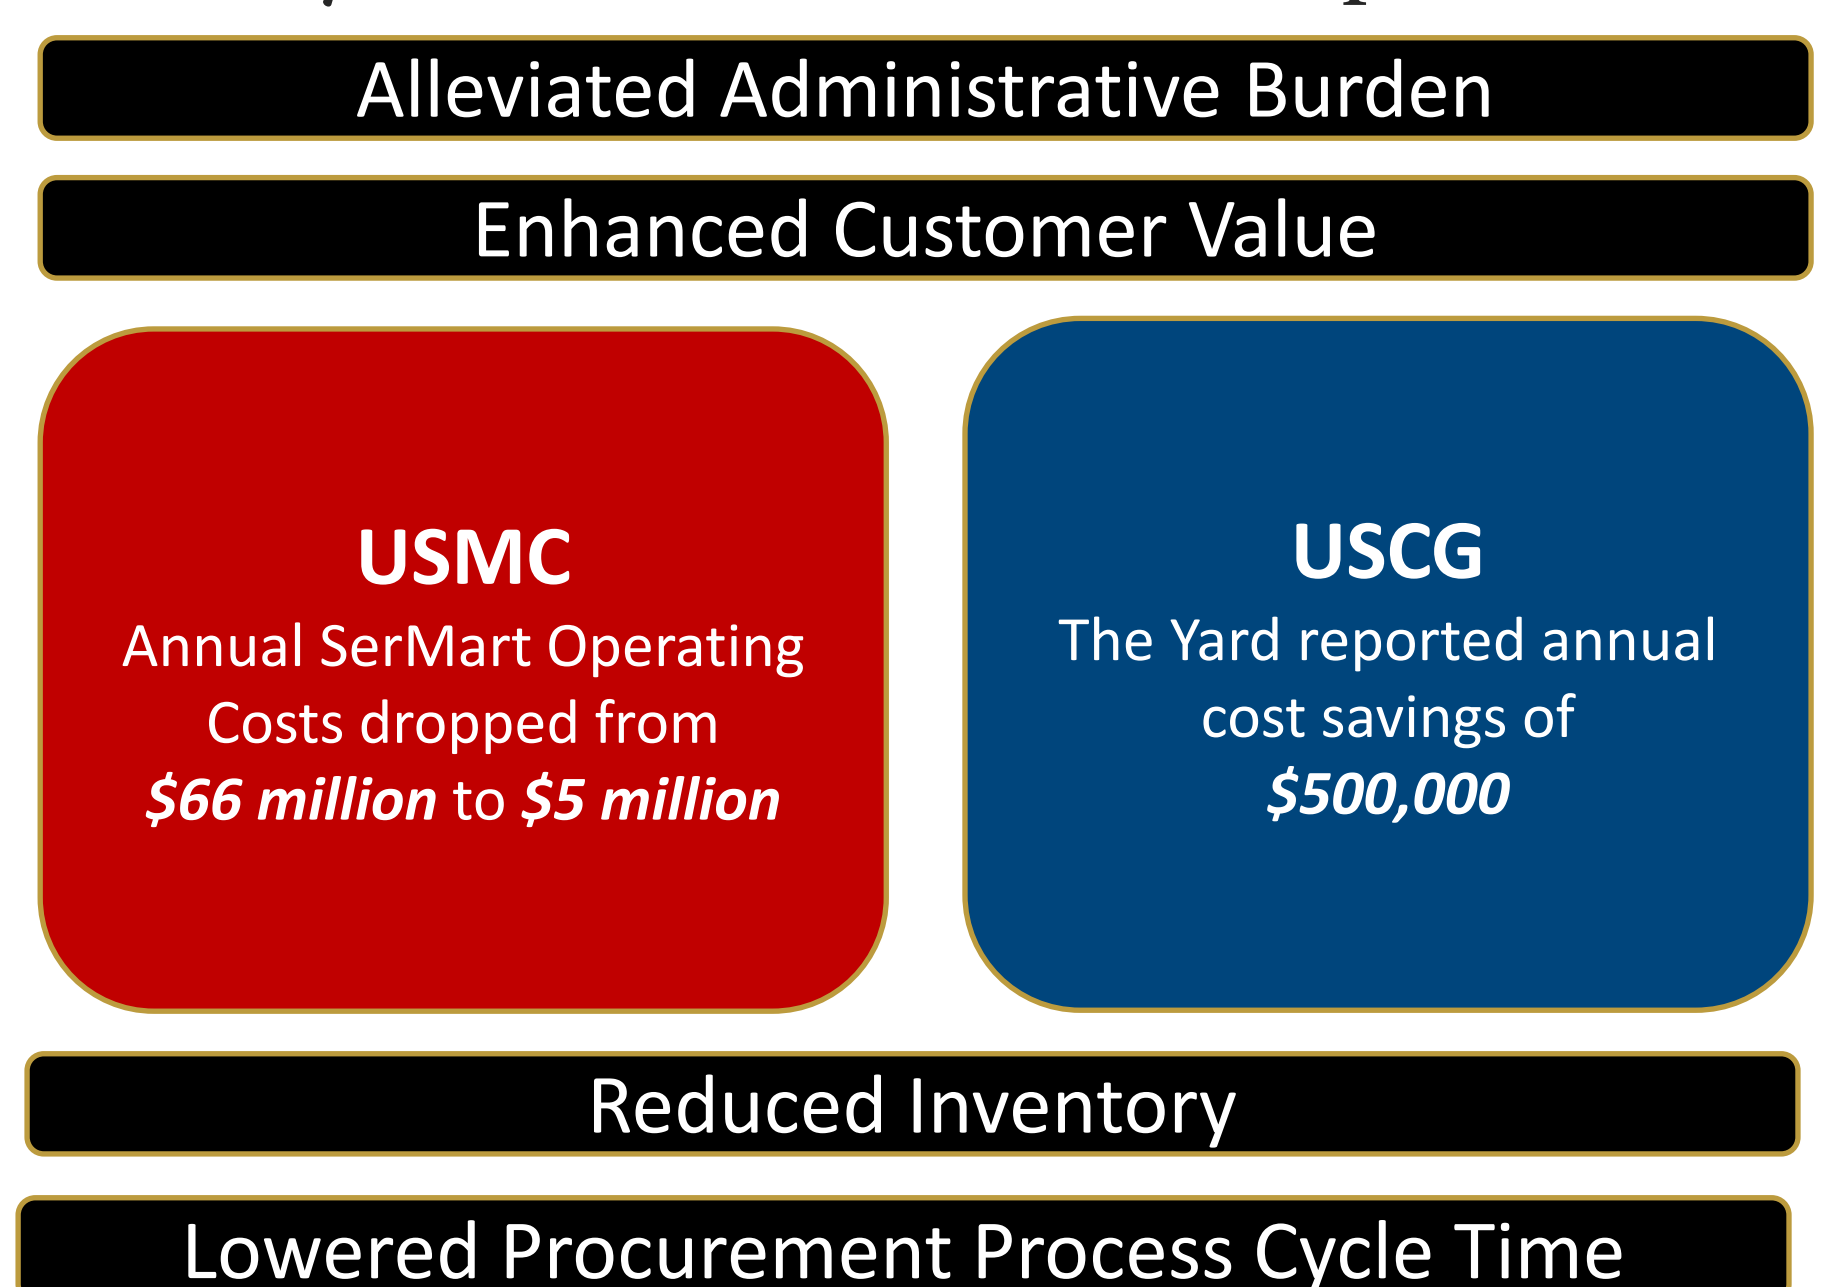 Alleviated Administrative Burden
Enhanced Customer Value
USMC
Annual SerMart Operating
Costs dropped from
$66 million to $5 million
USCG
The Yard reported annual
cost savings of
$500,000
Reduced Inventory
Lowered Procurement Process Cycle Time